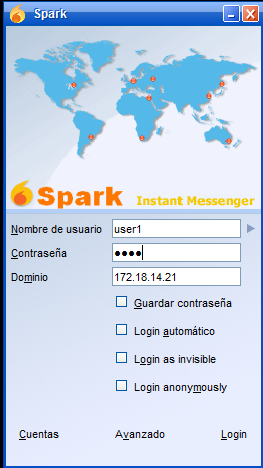 Spark
Spark Instant Messenger
Nombre de usuario user1
Contraseña ●●●●
Dominio 172.18.14.21
Guardar contraseña
Login automático
Login as invisible
Login anonymously
Cuentas Avanzado Login